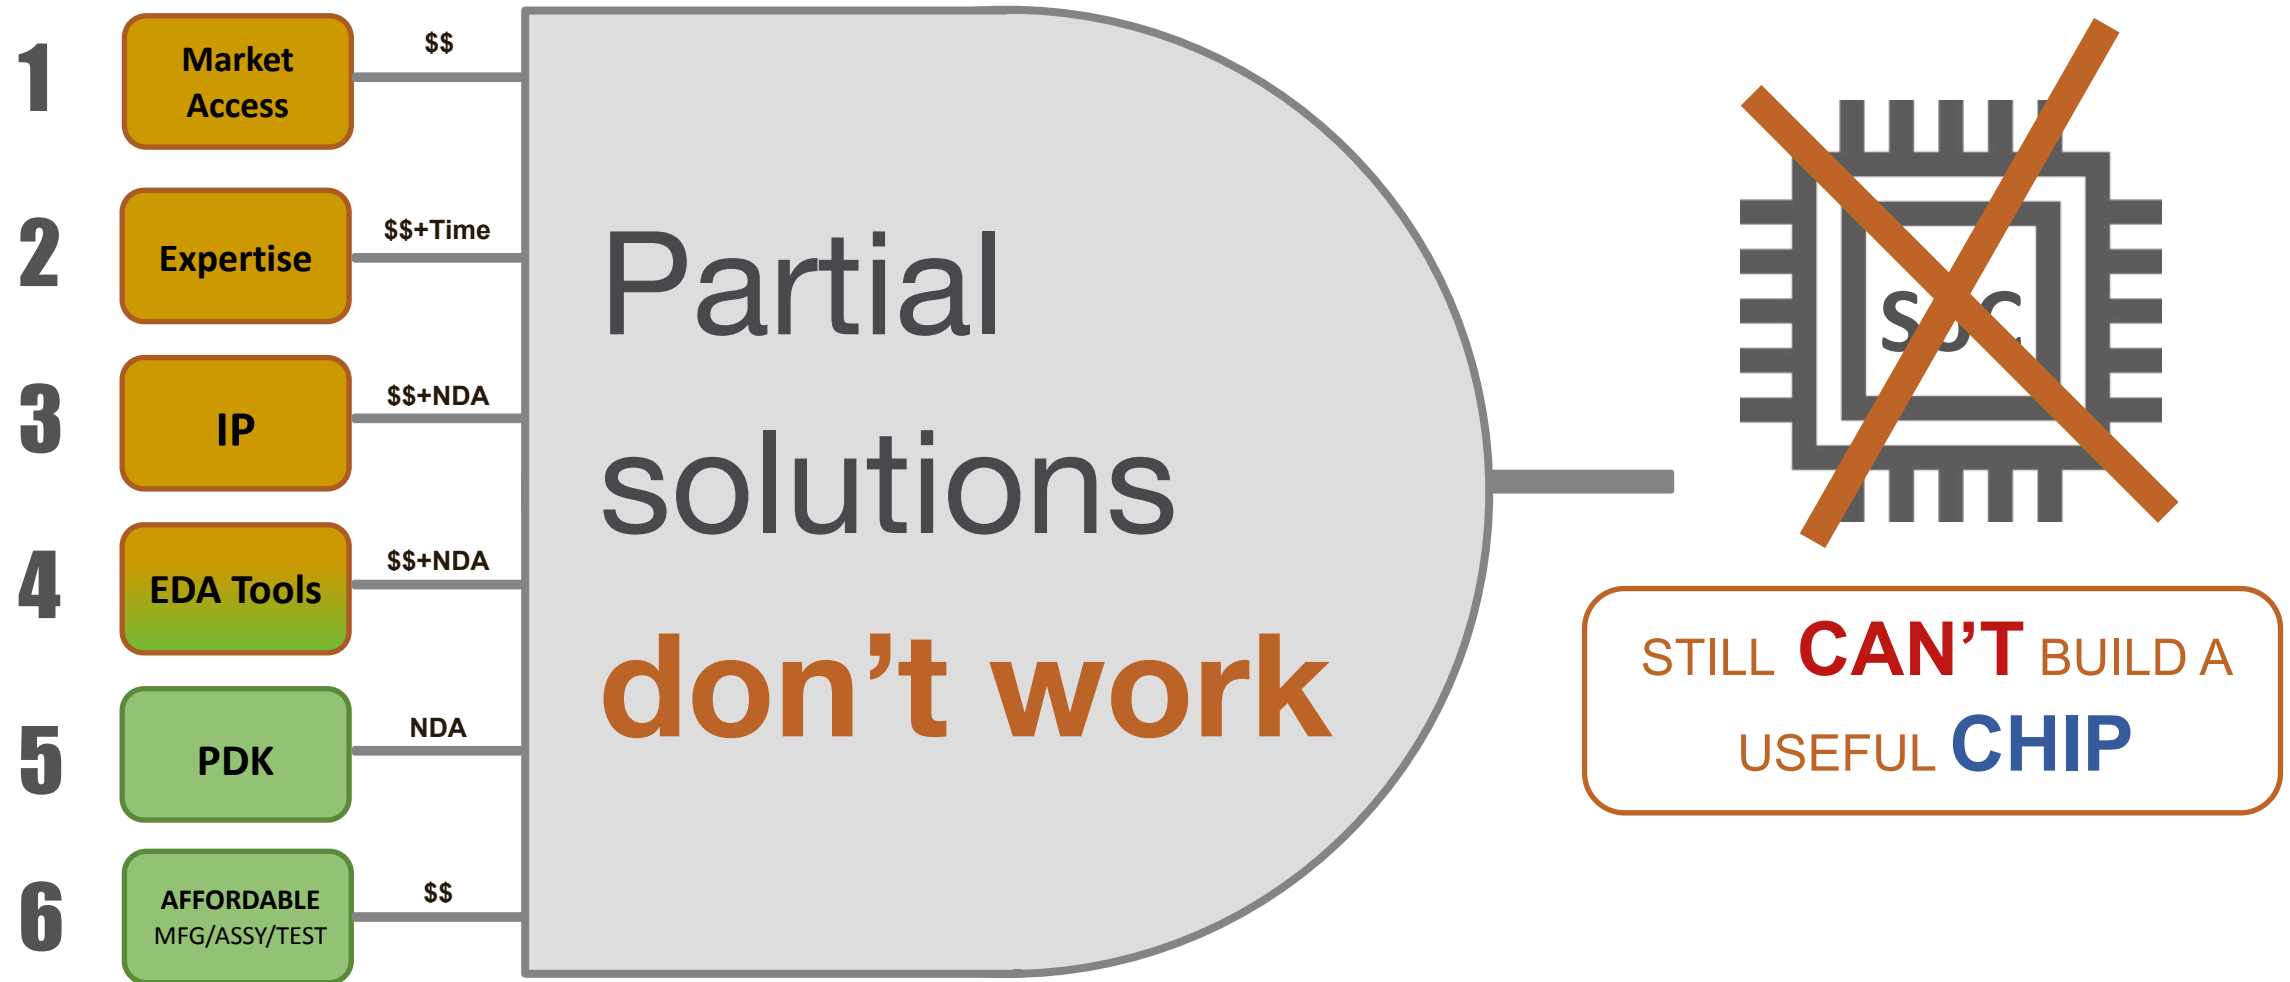 1
Market
Access
$$
2
Expertise
$$+Time
3
IP
$$+NDA
4
EDA Tools
$$+NDA
5
PDK
NDA
6
AFFORDABLE
MFG/ASSY/TEST
$$
Partial
solutions
don’t work
SOC
STILL CAN’T BUILD A
USEFUL CHIP